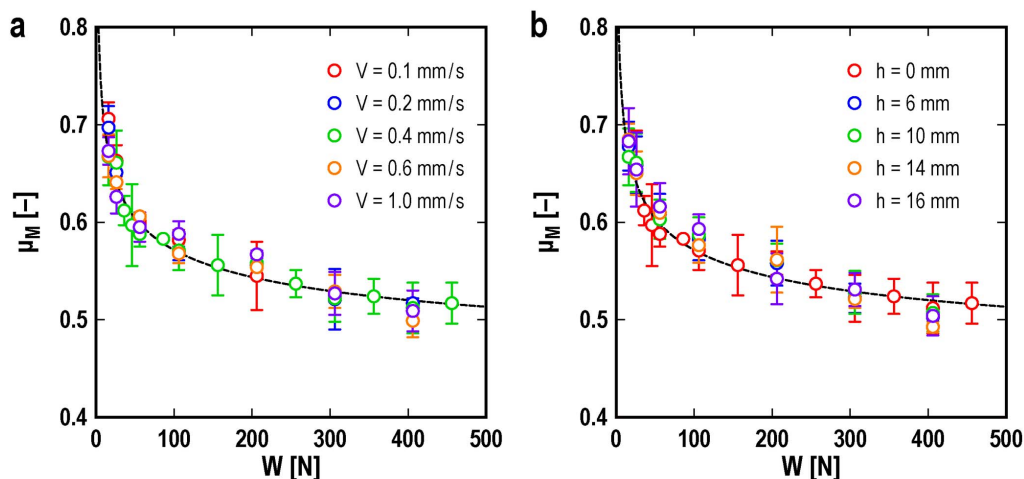 a
0.8
0.7
0.6
0.5
0.4
μM [–]
0 100 200 300 400 500
W [N]
V = 0.1 mm/s
V = 0.2 mm/s
V = 0.4 mm/s
V = 0.6 mm/s
V = 1.0 mm/s
b
0.8
0.7
0.6
0.5
0.4
μM [–]
0 100 200 300 400 500
W [N]
h = 0 mm
h = 6 mm
h = 10 mm
h = 14 mm
h = 16 mm